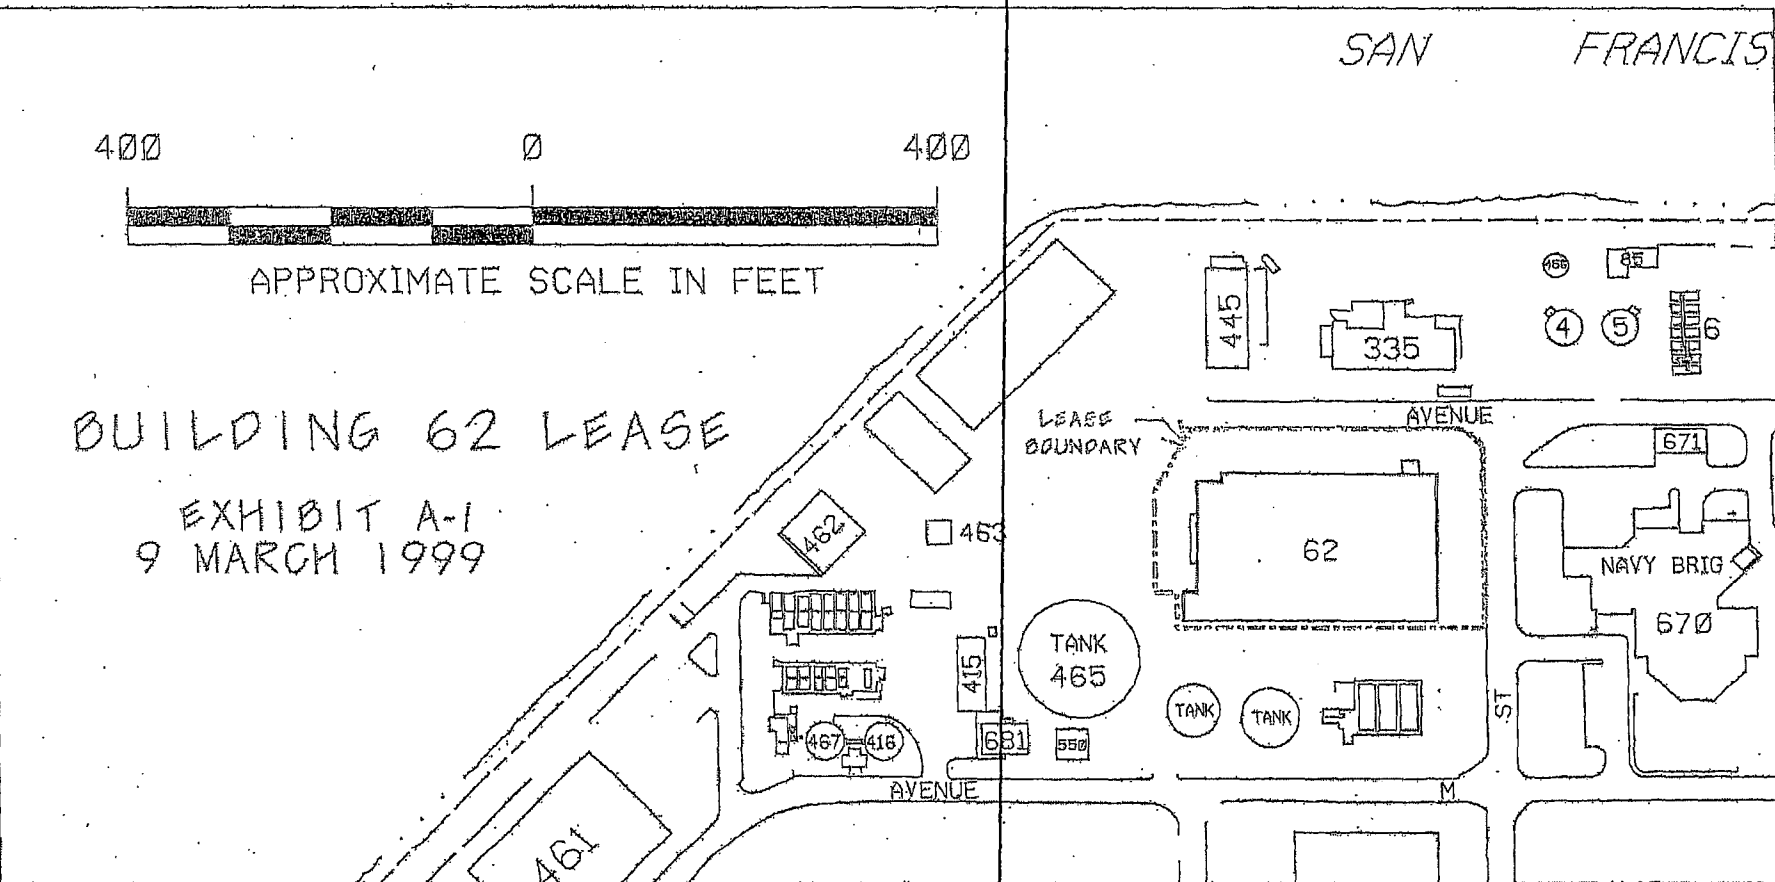 SAN FRANCIS
400 0 400
APPROXIMATE SCALE IN FEET
BUILDING 62 LEASE
EXHIBIT A-1
9 MARCH 1999
LEASE
BOUNDARY
445
335
466
85
4
5
6
AVENUE
671
462
463
62
NAVY BRIG
670
TANK
465
415
TANK
TANK
ST
467
416
681
550
AVENUE
M
461